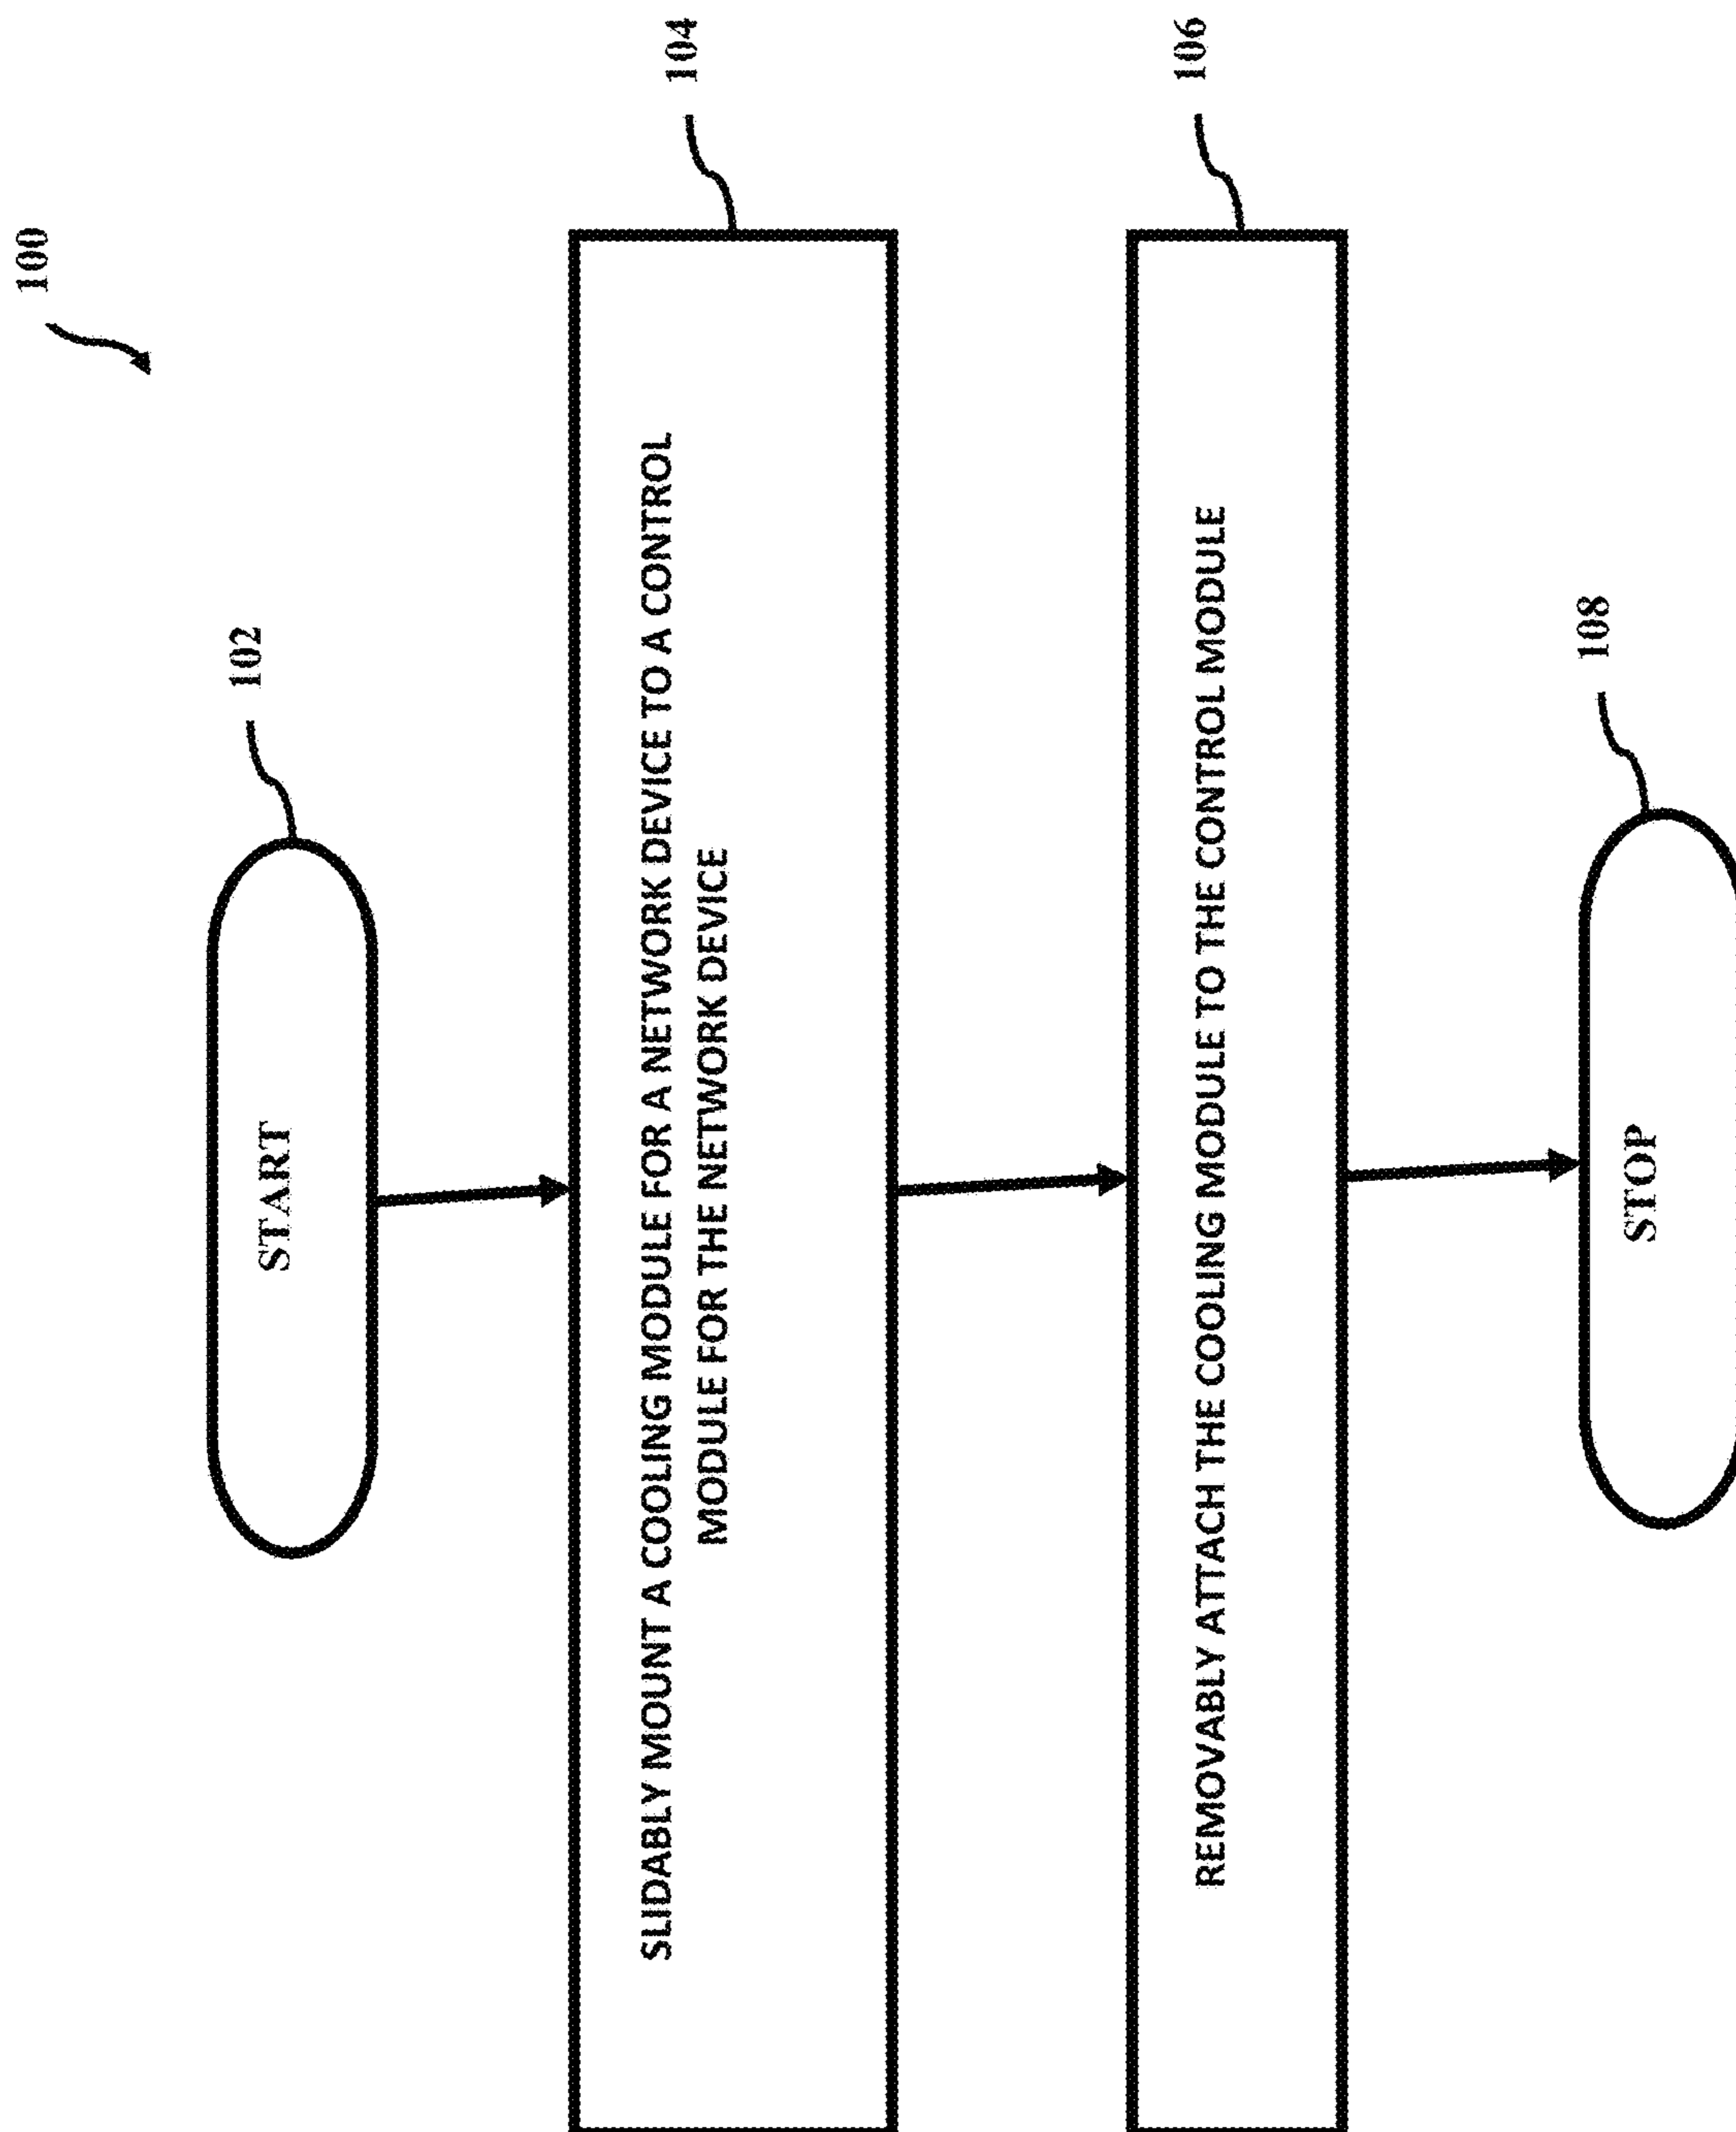 100
102
START
104
SLIDABLY MOUNT A COOLING MODULE FOR A NETWORK DEVICE TO A CONTROL
MODULE FOR THE NETWORK DEVICE
106
REMOVABLY ATTACH THE COOLING MODULE TO THE CONTROL MODULE
108
STOP